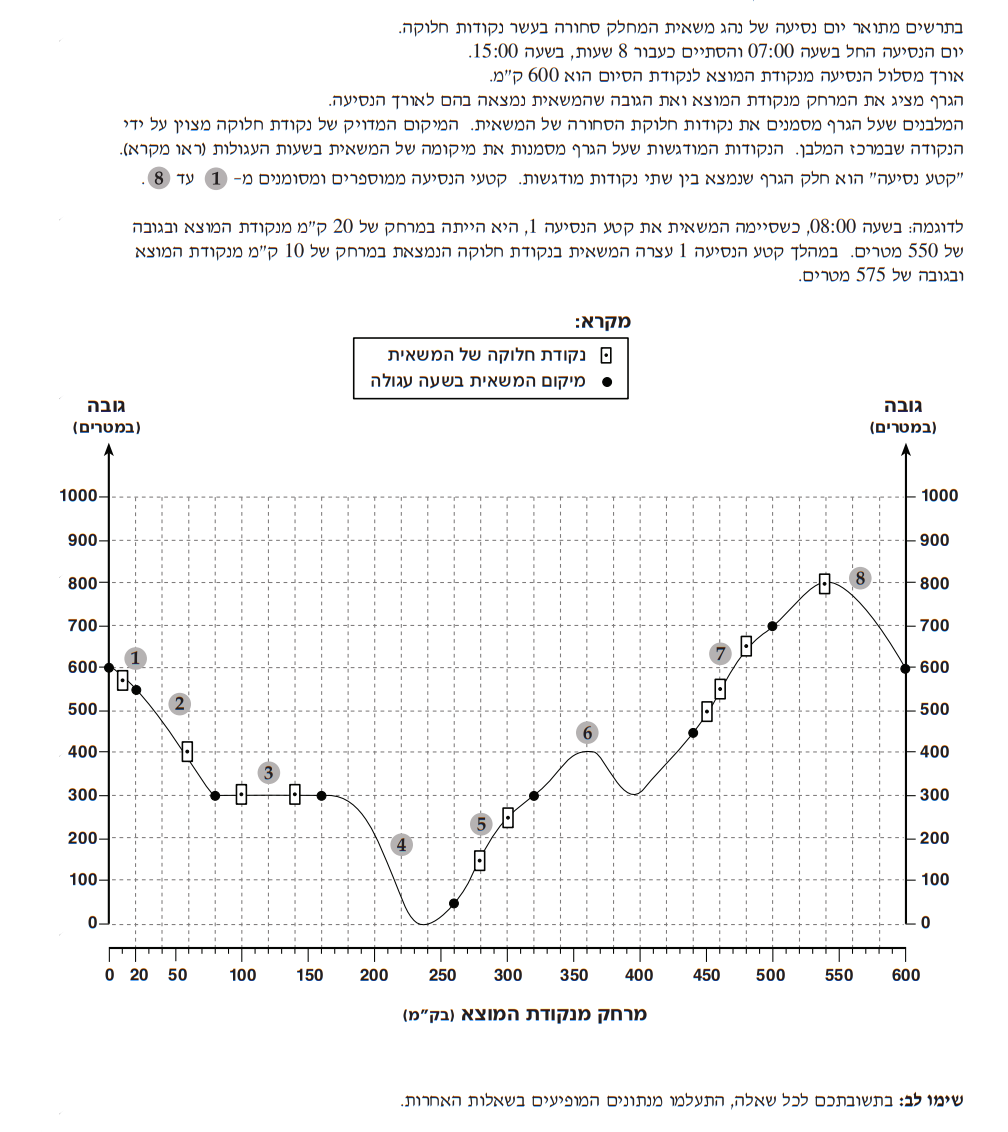 בתרשים מתואר יום נסיעה של נהג משאית המחלק סחורה בעשר נקודות חלוקה.
יום הנסיעה החל בשעה 07:00 והסתיים כעבור 8 שעות, בשעה 15:00.
אורך מסלול הנסיעה מנקודת המוצא לנקודת הסיום הוא 600 ק"מ.
הגרף מציג את המרחק מנקודת המוצא ואת הגובה שהמשאית נמצאה בהם לאורך הנסיעה.
המלבנים שעל הגרף מסמנים את נקודות חלוקת הסחורה של המשאית. המיקום המדויק של נקודת חלוקה מצוין על ידי
הנקודה שבמרכז המלבן. הנקודות המודגשות שעל הגרף מסמנות את מיקומה של המשאית בשעות העגולות (ראו מקרא).
"קטע נסיעה" הוא חלק הגרף שנמצא בין שתי נקודות מודגשות. קטעי הנסיעה ממוספרים ומסומנים מ- 1 עד 8 .
לדוגמה: בשעה 08:00, כשסיימה המשאית את קטע הנסיעה 1, היא הייתה במרחק של 20 ק"מ מנקודת המוצא ובגובה
של 550 מטרים. במהלך קטע הנסיעה 1 עצרה המשאית בנקודת חלוקה הנמצאת במרחק של 10 ק"מ מנקודת המוצא
ובגובה של 575 מטרים.
מקרא:
נקודת חלוקה של המשאית
מיקום המשאית בשעה עגולה
גובה גובה
(במטרים) (במטרים)
1000 1000
900 900
800 8 800
700 700
600 1 7 600
500 2 500
400 6 400
300 3 300
200 4 5 200
100 100
0 0
0 20 50 100 150 200 250 300 350 400 450 500 550 600
מרחק מנקודת המוצא (בק"מ)
שימו לב: בתשובתכם לכל שאלה, התעלמו מנתונים המופיעים בשאלות האחרות.